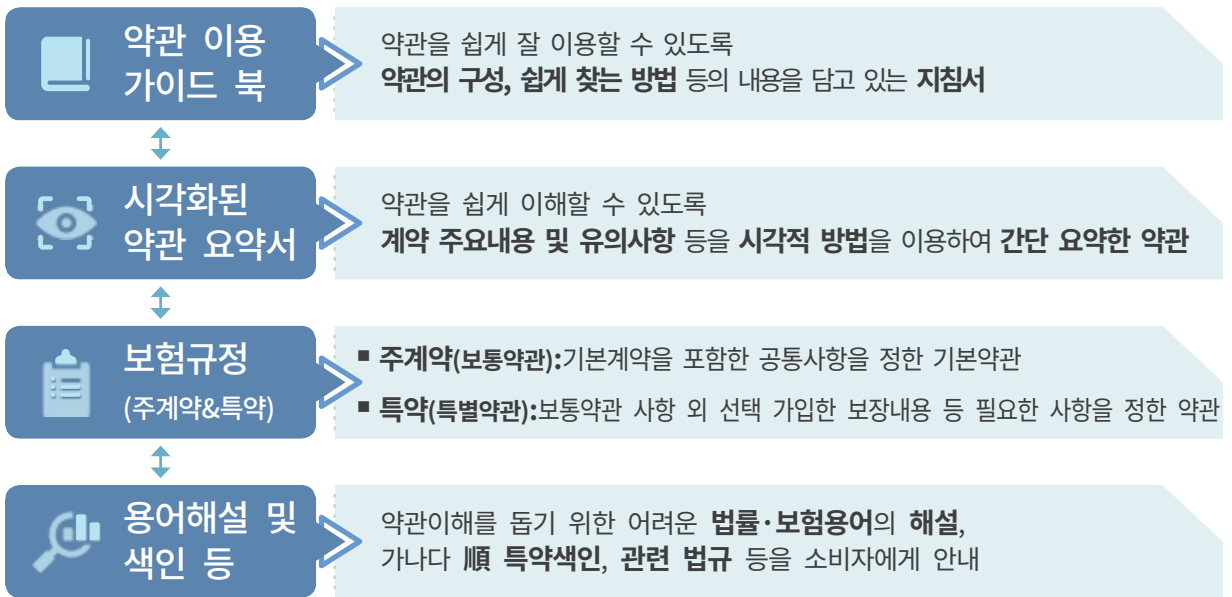 약관 이용
가이드 북
약관을 쉽게 잘 이용할 수 있도록
약관의 구성, 쉽게 찾는 방법 등의 내용을 담고 있는 지침서
시각화된
약관 요약서
약관을 쉽게 이해할 수 있도록
계약 주요내용 및 유의사항 등을 시각적 방법을 이용하여 간단 요약한 약관
보험규정
(주계약&특약)
▪ 주계약(보통약관):기본계약을 포함한 공통사항을 정한 기본약관
▪ 특약(특별약관):보통약관 사항 외 선택 가입한 보장내용 등 필요한 사항을 정한 약관
용어해설 및
색인 등
약관이해를 돕기 위한 어려운 법률·보험용어의 해설,
가나다 順 특약색인, 관련 법규 등을 소비자에게 안내